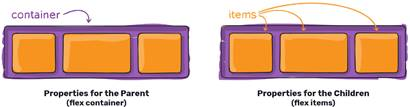 container
items
Properties for the Parent
(flex container)
Properties for the Children
(flex items)